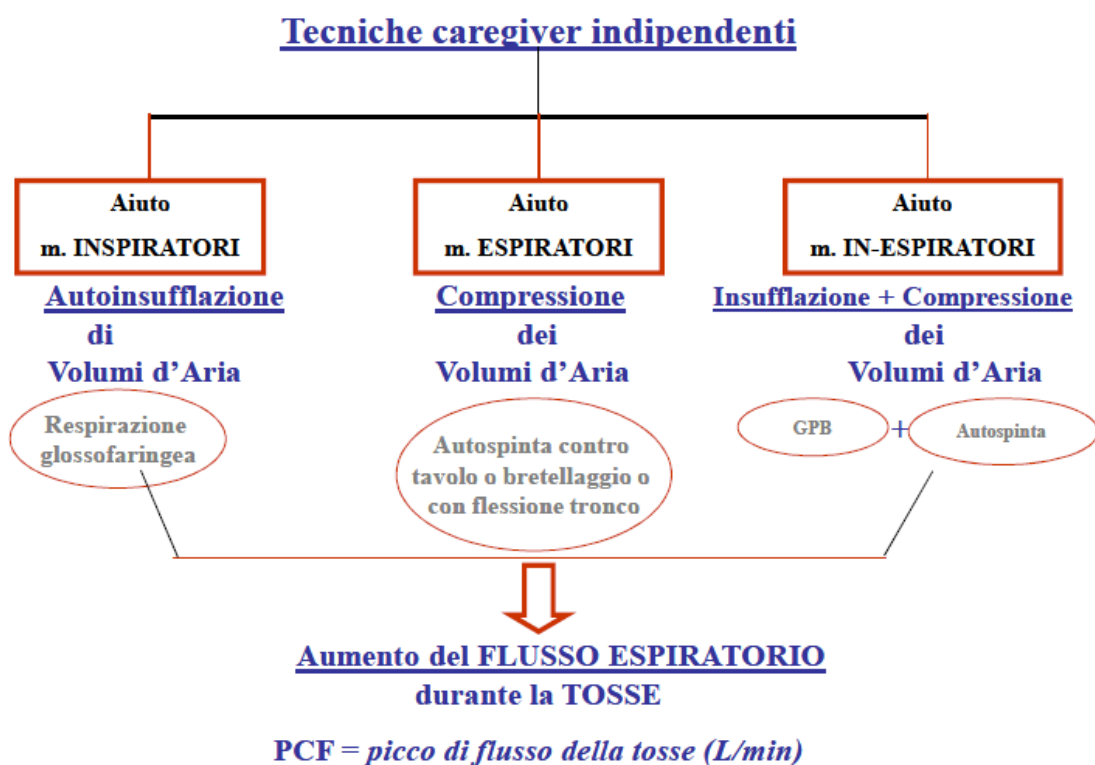 Tecniche caregiver indipendenti
Aiuto
m. INSPIRATORI
Autoinsufflazione
di
Volumi d'Aria
Respirazione
glossofaringea
Aiuto
m. ESPIRATORI
Compressione
dei
Volumi d'Aria
Autospinta contro
tavolo o bretellaggio o
con flessione tronco
Aiuto
m. IN-ESPIRATORI
Insufflazione + Compressione
dei
Volumi d'Aria
GPB + Autospinta
Aumento del FLUSSO ESPIRATORIO
durante la TOSSE
PCF = picco di flusso della tosse (L/min)